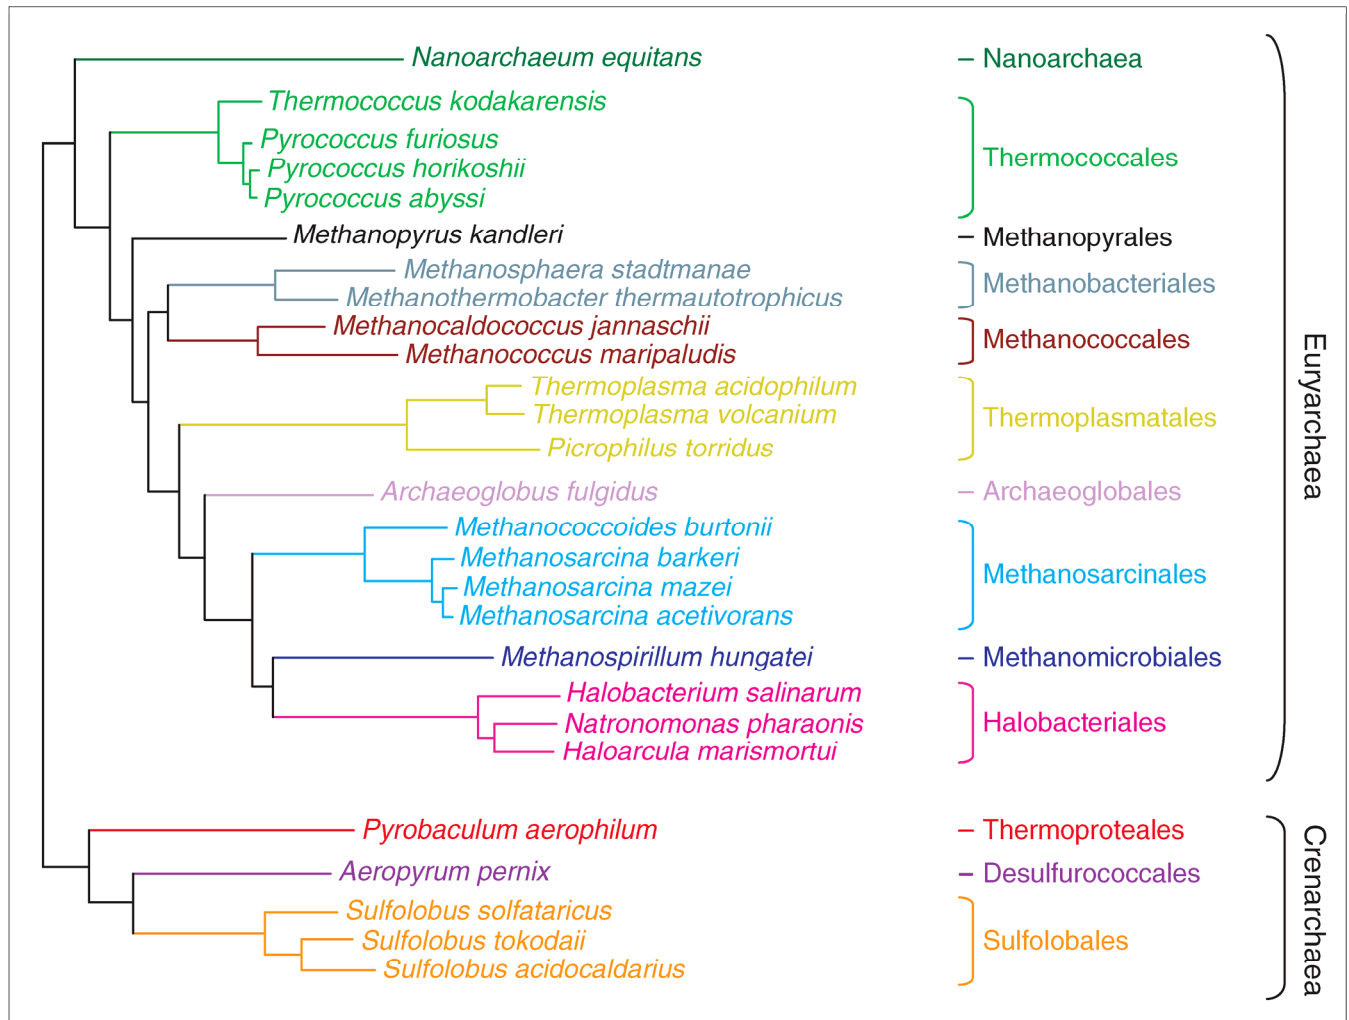 Nanoarchaeum equitans
Nanoarchaea
Thermococcus kodakarensis
Pyrococcus furiosus
Pyrococcus horikoshii
Pyrococcus abyssi
Thermococcales
Methanopyrus kandleri
Methanopyrales
Methanosphaera stadtmanae
Methanothermobacter thermautotrophicus
Methanobacteriales
Methanocaldococcus jannaschii
Methanococcus maripaludis
Methanococcales
Thermoplasma acidophilum
Thermoplasma volcanium
Picrophilus torridus
Thermoplasmatales
Archaeoglobus fulgidus
Archaeoglobales
Methanococcoides burtonii
Methanosarcina barkeri
Methanosarcina mazei
Methanosarcina acetivorans
Methanosarcinales
Methanospirillum hungatei
Methanomicrobiales
Halobacterium salinarum
Natronomonas pharaonis
Haloarcula marismortui
Halobacteriales
Euryarchaea
Pyrobaculum aerophilum
Thermoproteales
Aeropyrum pernix
Desulfurococcales
Sulfolobus solfataricus
Sulfolobus tokodaii
Sulfolobus acidocaldarius
Sulfolobales
Crenarchaea